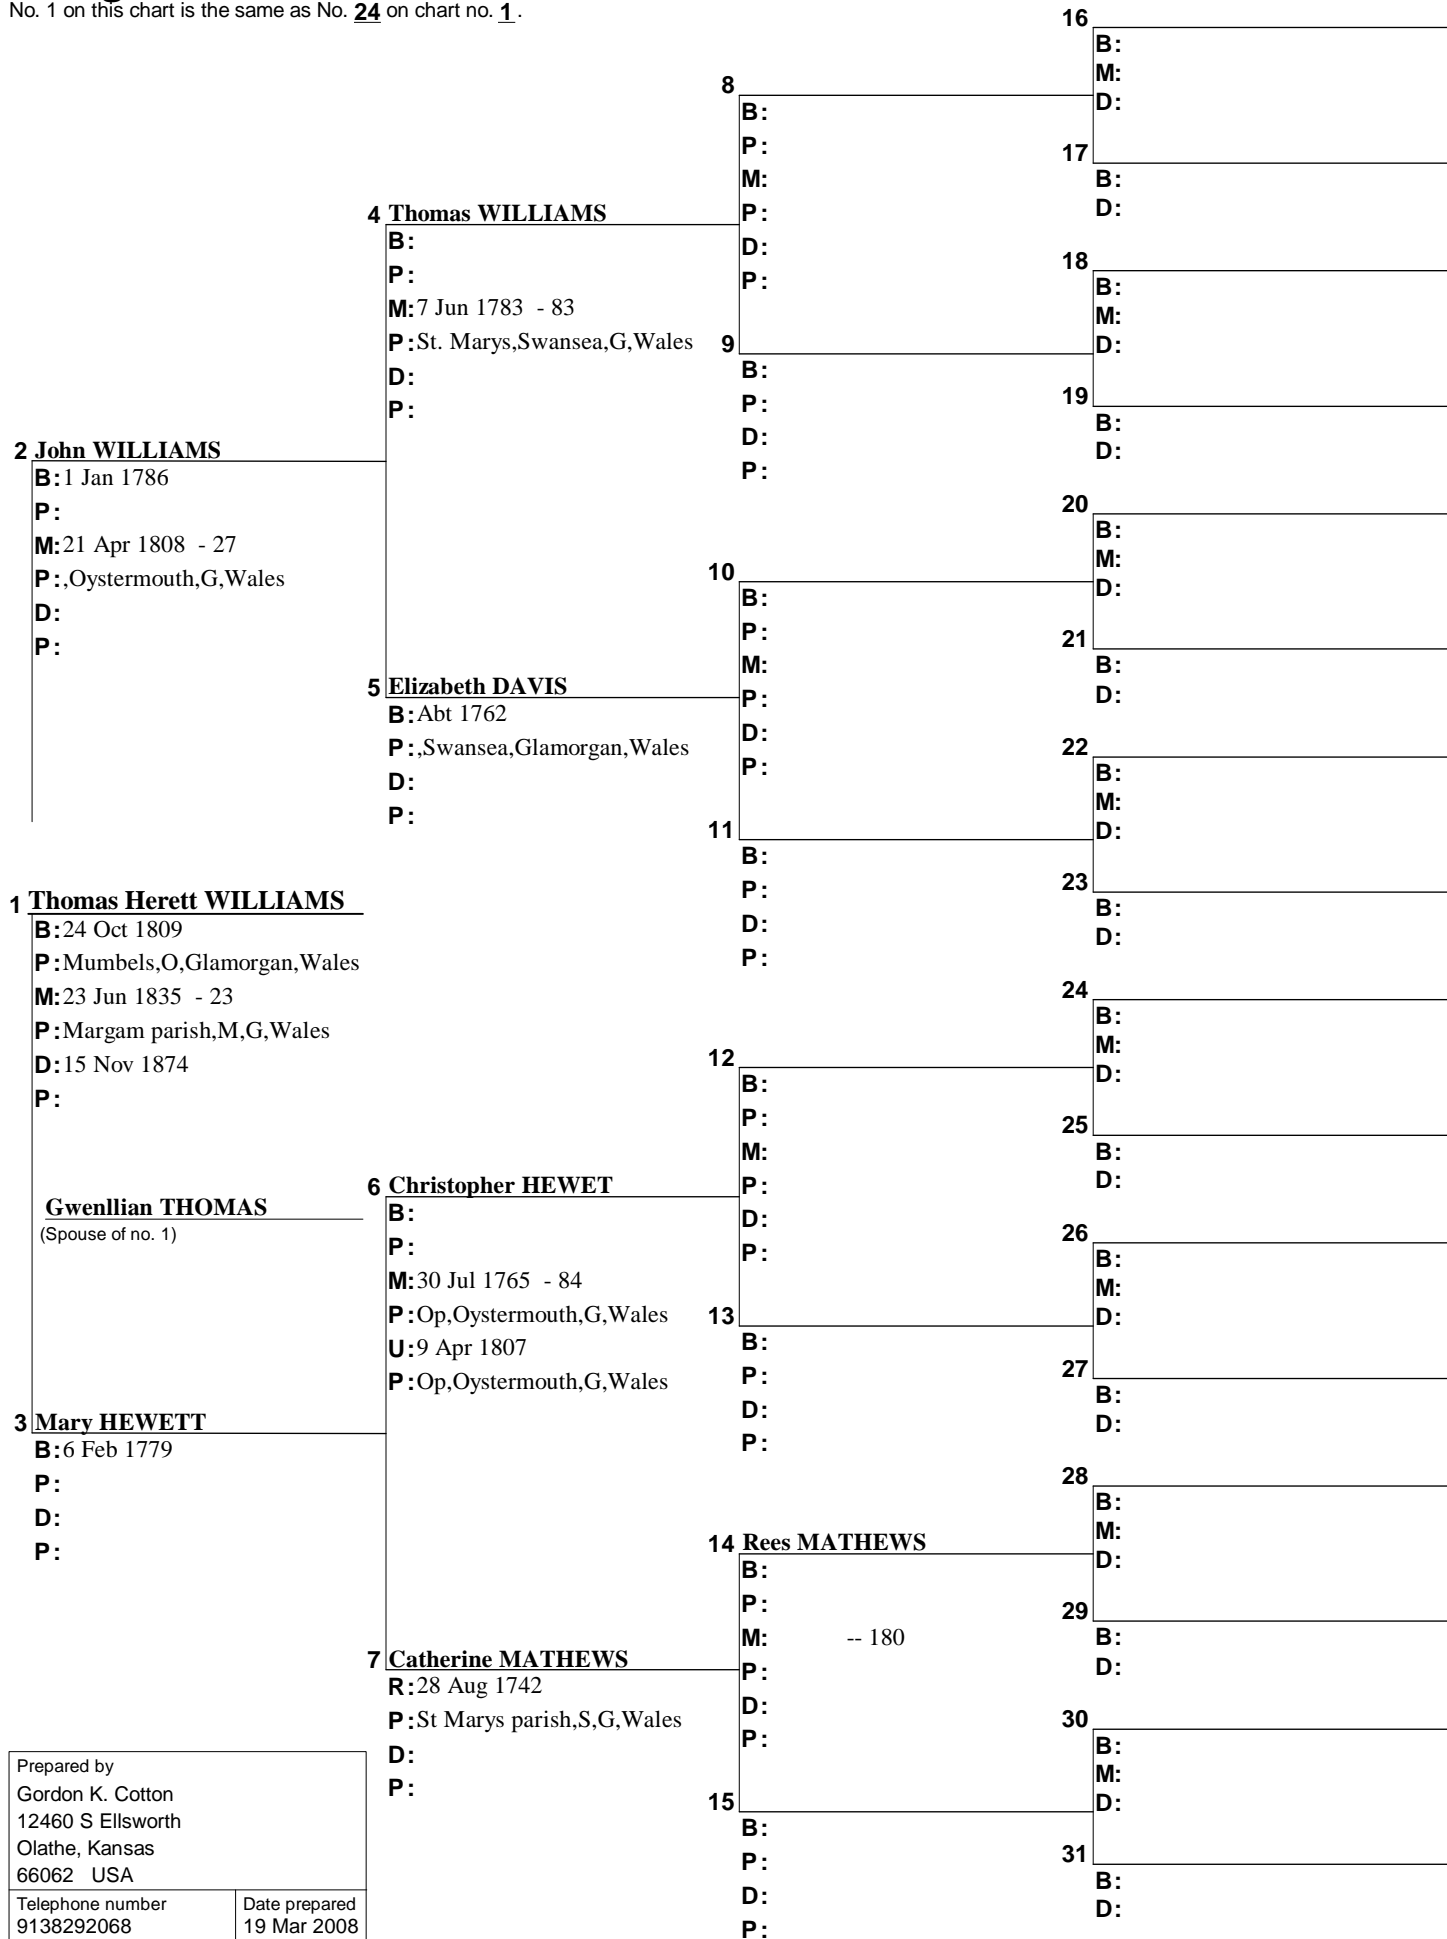 No. 1 on this chart is the same as No. 24 on chart no. 1 .
2 John WILLIAMS
B: 1 Jan 1786
P:
M: 21 Apr 1808 - 27
P: ,Oystermouth,G,Wales
D:
P:
1 Thomas Herett WILLIAMS
B: 24 Oct 1809
P: Mumbels,O,Glamorgan,Wales
M: 23 Jun 1835 - 23
P: Margam parish,M,G,Wales
D: 15 Nov 1874
P:
Gwenllian THOMAS
(Spouse of no. 1)
3 Mary HEWETT
B: 6 Feb 1779
P:
D:
P:
4 Thomas WILLIAMS
B:
P:
M: 7 Jun 1783 - 83
P: St. Marys,Swansea,G,Wales
D:
P:
5 Elizabeth DAVIS
B: Abt 1762
P: ,Swansea,Glamorgan,Wales
D:
P:
6 Christopher HEWET
B:
P:
M: 30 Jul 1765 - 84
P: Op,Oystermouth,G,Wales
U: 9 Apr 1807
P: Op,Oystermouth,G,Wales
7 Catherine MATHEWS
R: 28 Aug 1742
P: St Marys parish,S,G,Wales
D:
P:
8
B:
P:
M:
P:
D:
P:
9
B:
P:
D:
P:
10
B:
P:
M:
P:
D:
P:
11
B:
P:
D:
P:
12
B:
P:
M:
P:
D:
P:
13
B:
P:
D:
P:
14 Rees MATHEWS
B:
P:
M: -- 180
P:
D:
P:
15
B:
P:
D:
P:
16
B:
M:
D:
17
B:
D:
18
B:
M:
D:
19
B:
D:
20
B:
M:
D:
21
B:
D:
22
B:
M:
D:
23
B:
D:
24
B:
M:
D:
25
B:
D:
26
B:
M:
D:
27
B:
D:
28
B:
M:
D:
29
B:
D:
30
B:
M:
D:
31
B:
D:
Prepared by
Gordon K. Cotton
12460 S Ellsworth
Olathe, Kansas
66062 USA
Telephone number
9138292068
Date prepared
19 Mar 2008